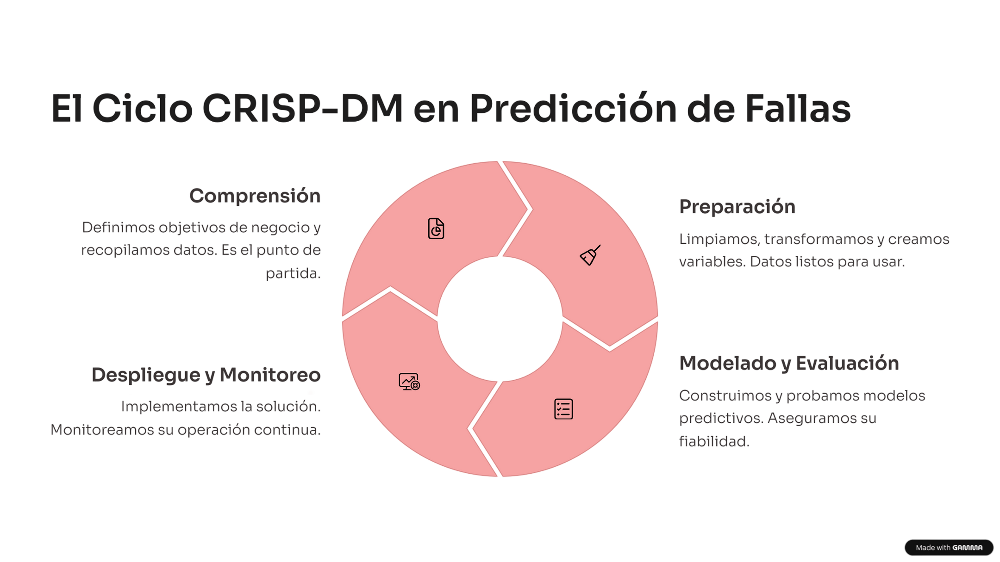 El Ciclo CRISP-DM en Predicción de Fallas
Comprensión
Definimos objetivos de negocio y
recopilamos datos. Es el punto de
partida.
Preparación
Limpiamos, transformamos y creamos
variables. Datos listos para usar.
Modelado y Evaluación
Construimos y probamos modelos
predictivos. Aseguramos su
fiabilidad.
Despliegue y Monitoreo
Implementamos la solución.
Monitoreamos su operación continua.
Made with GAMMA